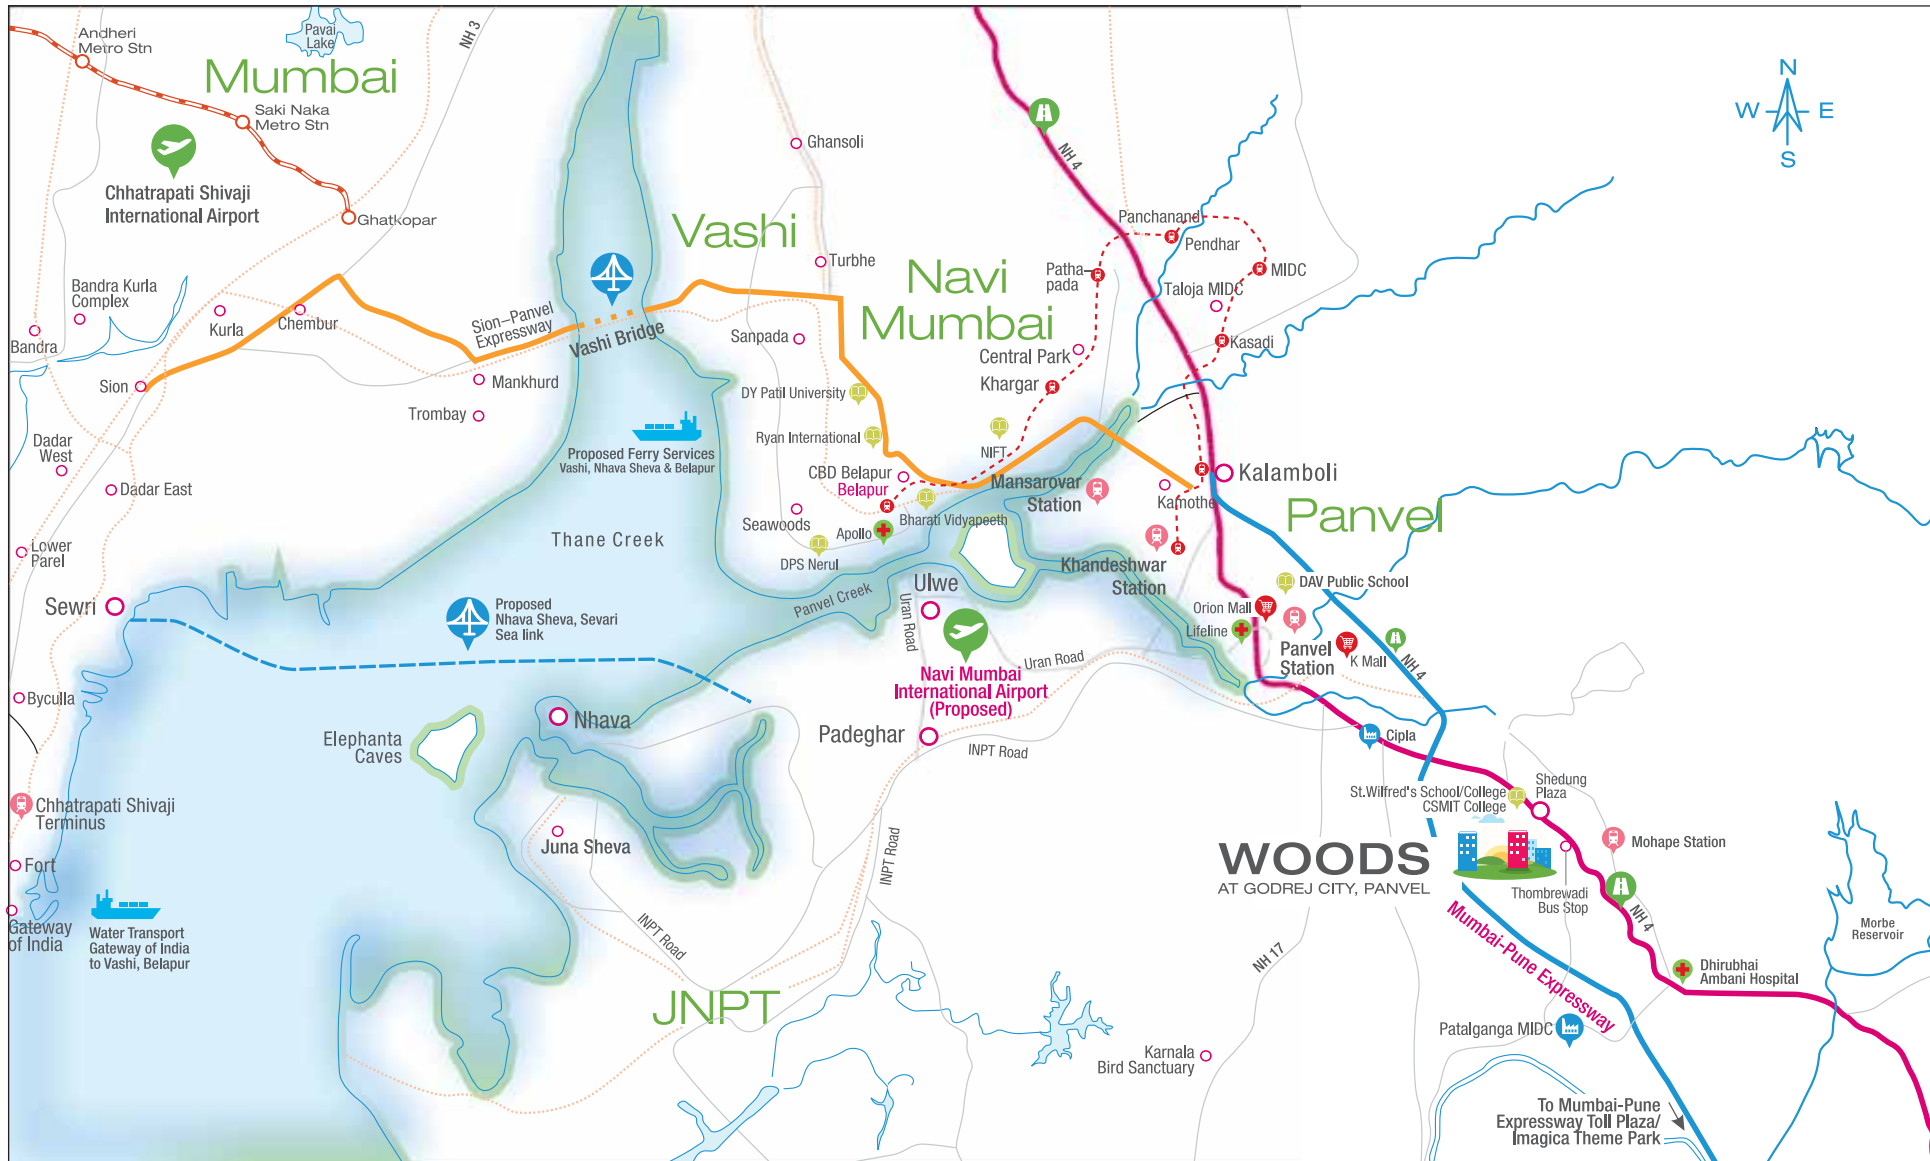 Andheri
Metro Stn
Pavai
Lake
NH 3
Mumbai
Saki Naka
Metro Stn
Chhatrapati Shivaji
International Airport
Ghatkopar
Ghansoli
NH 4
N
W
E
S
Vashi
Turbhe
Panchanand
Pendhar
Patha-
pada
MIDC
Taloja MIDC
Navi
Mumbai
Bandra Kurla
Complex
Bandra
Kurla
Chembur
Sion–Panvel
Expressway
Vashi Bridge
Sanpada
Central Park
Khargar
Kasadi
Sion
Mankhurd
Trombay
DY Patil University
Ryan International
NIFT
Dadar
West
Dadar East
Proposed Ferry Services
Vashi, Nhava Sheva & Belapur
CBD Belapur
Belapur
Mansarovar
Station
Kamothe
Kalamboli
Panvel
Seawoods
Bharati Vidyapeeth
Apollo
DPS Nerul
Thane Creek
Lower
Parel
Khandeshwar
Station
DAV Public School
Sewri
Proposed
Nhava Sheva, Sevari
Sea link
Panvel Creek
Ulwe
Uran Road
Orion Mall
Lifeline
Panvel
Station
K Mall
NH 4
Uran Road
Navi Mumbai
International Airport
(Proposed)
Byculla
Nhava
Elephanta
Caves
Padeghar
INPT Road
Cipla
Shedung
Plaza
St.Wilfred's School/College
CSMIT College
Chhatrapati Shivaji
Terminus
Juna Sheva
INPT Road
WOODS
AT GODREJ CITY, PANVEL
Mohape Station
Fort
Thombrewadi
Bus Stop
NH 4
Gateway
of India
Water Transport
Gateway of India
to Vashi, Belapur
INPT Road
NH 17
Mumbai-Pune Expressway
Morbe
Reservoir
Dhirubhai
Ambani Hospital
JNPT
Patalganga MIDC
Karnala
Bird Sanctuary
To Mumbai-Pune
Expressway Toll Plaza/
Imagica Theme Park